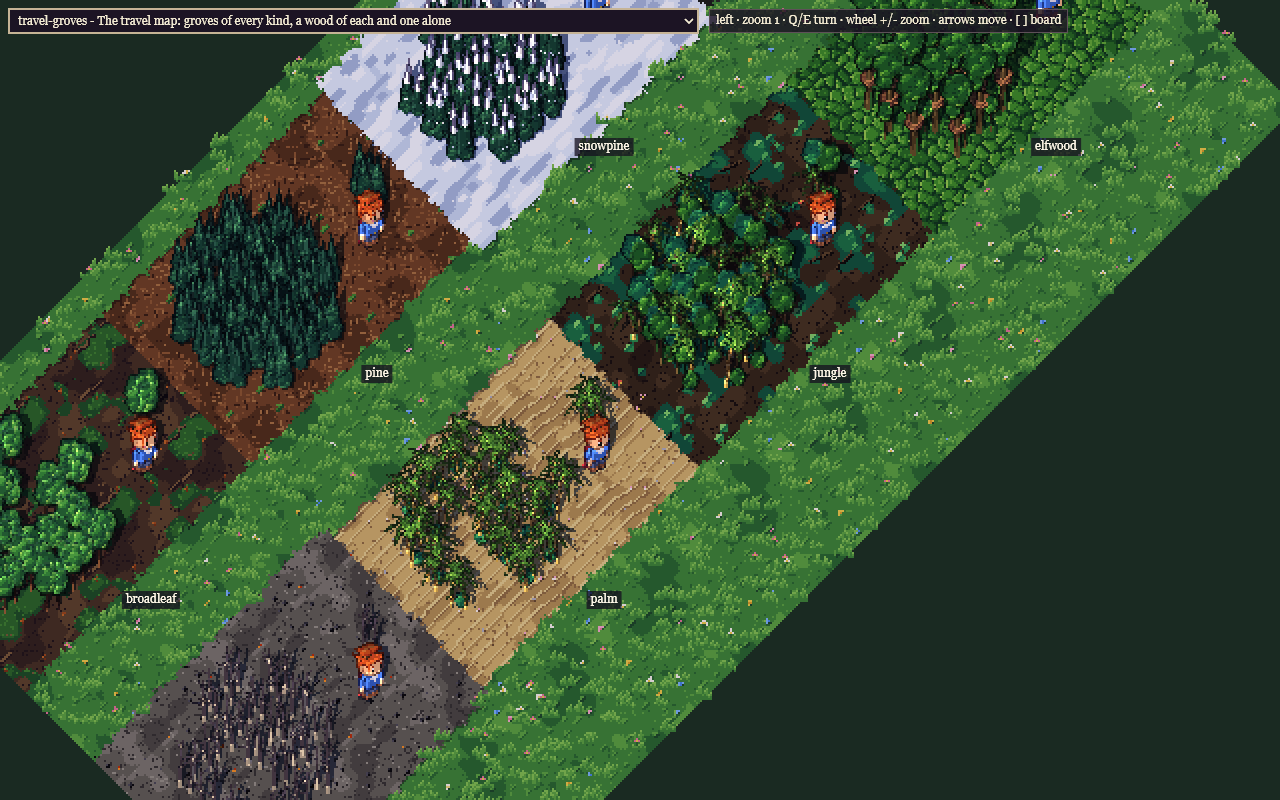 travel-groves - The travel map: groves of every kind, a wood of each and one alone
left · zoom 1 · Q/E turn · wheel +/- zoom · arrows move · [ ] board
snowpine
elfwood
pine
jungle
broadleaf
palm